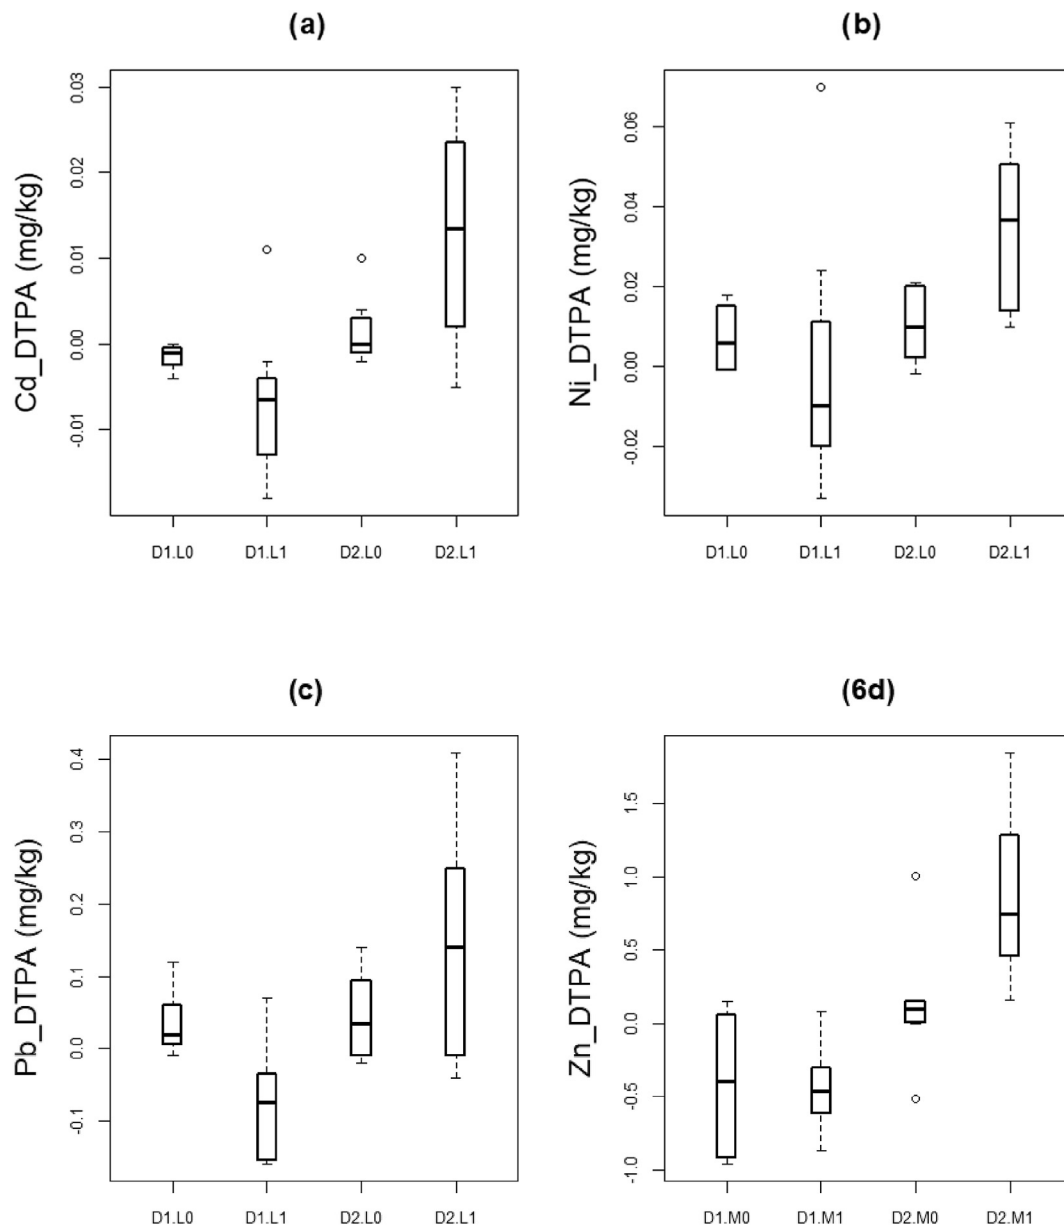 (a)
Cd_DTPA (mg/kg)
0.03
0.02
0.01
0.00
-0.01
D1.L0 D1.L1 D2.L0 D2.L1
(b)
Ni_DTPA (mg/kg)
0.06
0.04
0.02
0.00
-0.02
D1.L0 D1.L1 D2.L0 D2.L1
(c)
Pb_DTPA (mg/kg)
0.4
0.3
0.2
0.1
0.0
-0.1
D1.L0 D1.L1 D2.L0 D2.L1
(6d)
Zn_DTPA (mg/kg)
1.5
1.0
0.5
0.0
-0.5
-1.0
D1.M0 D1.M1 D2.M0 D2.M1